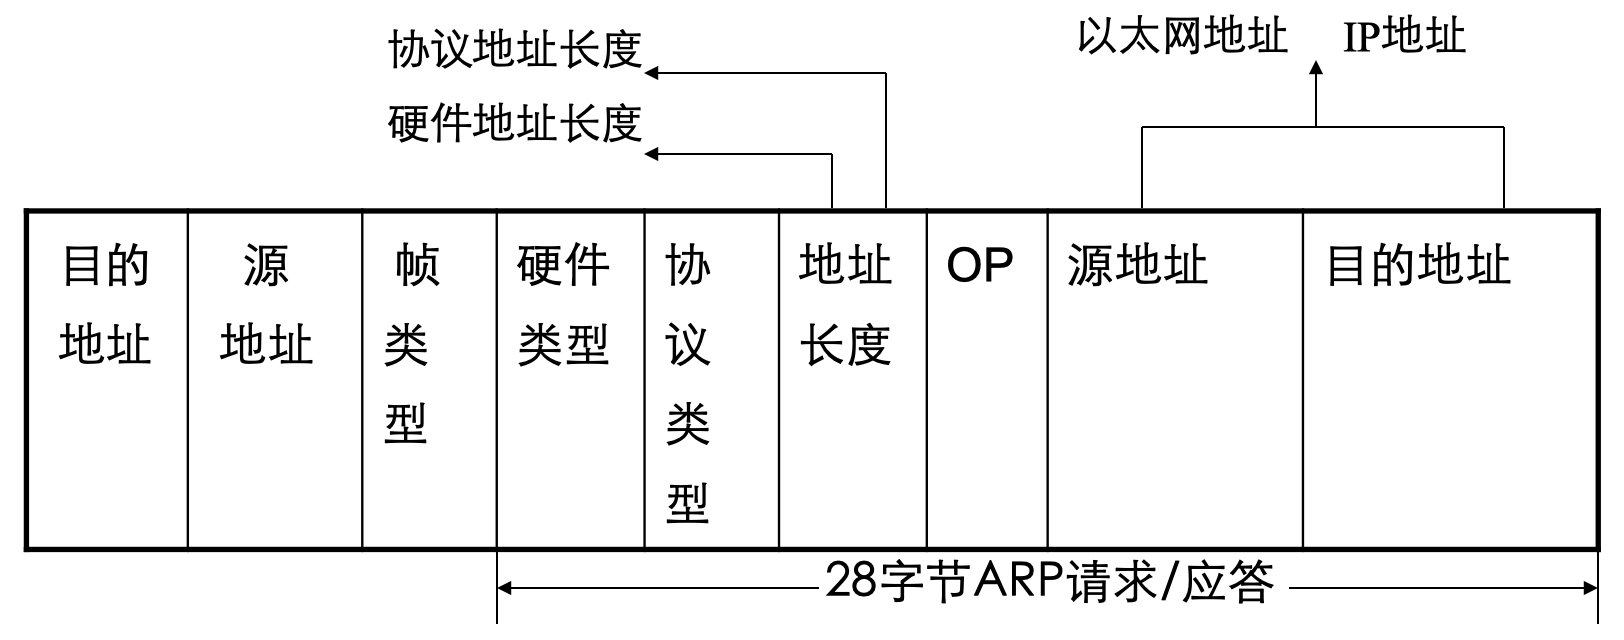 协议地址长度
硬件地址长度
以太网地址 IP地址
目的
地址
源
地址
帧
类
型
硬件
类型
协
议
类
型
地址
长度
OP
源地址
目的地址
28字节ARP请求/应答